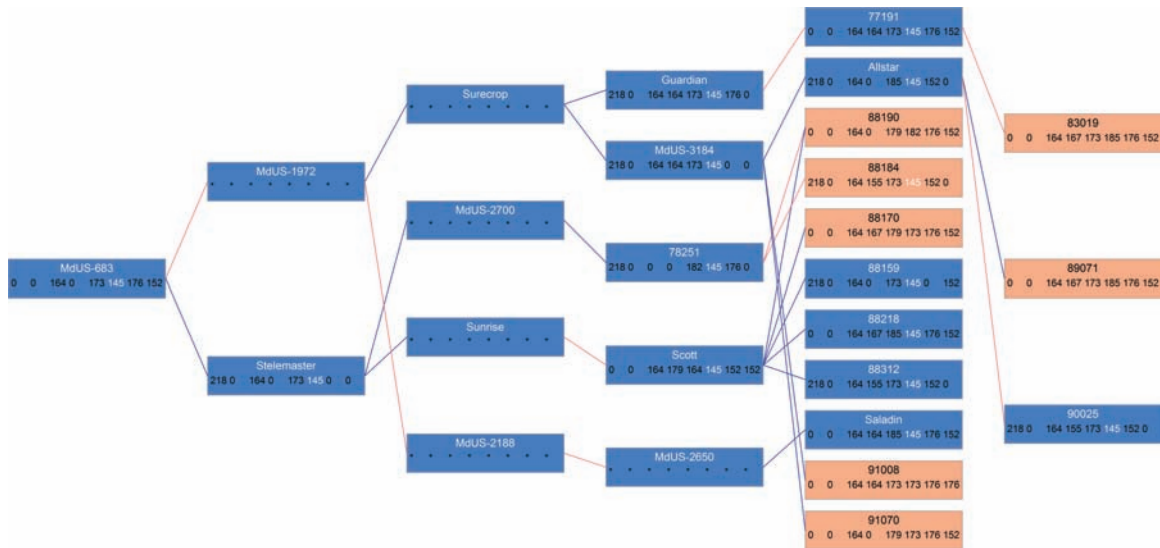 MdUS-683
0 0 164 0 173 145 176 152
MdUS-1972
* * * * * * * *
Stelemaster
218 0 164 0 173 145 0 0
Surecrop
* * * * * * * *
MdUS-2700
* * * * * * * *
Sunrise
* * * * * * * *
MdUS-2188
* * * * * * * *
Guardian
218 0 164 164 173 145 176 0
MdUS-3184
218 0 164 164 173 145 0 0
78251
218 0 0 0 182 145 176 0
Scott
0 0 164 179 164 145 152 152
MdUS-2650
* * * * * * * *
77191
0 0 164 164 173 145 176 152
Allstar
218 0 164 0 185 145 152 0
88190
0 0 164 0 179 182 176 152
88184
218 0 164 155 173 145 152 0
88170
0 0 164 167 179 173 176 152
88159
218 0 164 0 173 145 0 152
88218
0 0 164 167 185 145 176 152
88312
218 0 164 155 173 145 152 0
Saladin
0 0 164 164 185 145 176 152
91008
0 0 164 164 173 173 176 176
91070
0 0 164 0 179 173 176 152
83019
0 0 164 167 173 185 176 152
89071
0 0 164 167 173 185 176 152
90025
218 0 164 155 173 145 152 0